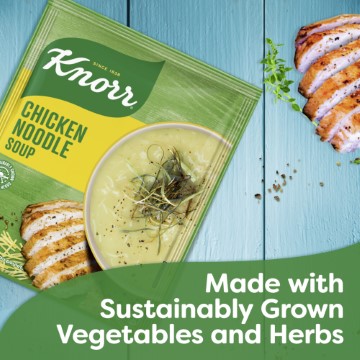 SINCE 1838
Knorr
CHICKEN
NOODLE
SOUP
Made with
Sustainably Grown
Vegetables and Herbs